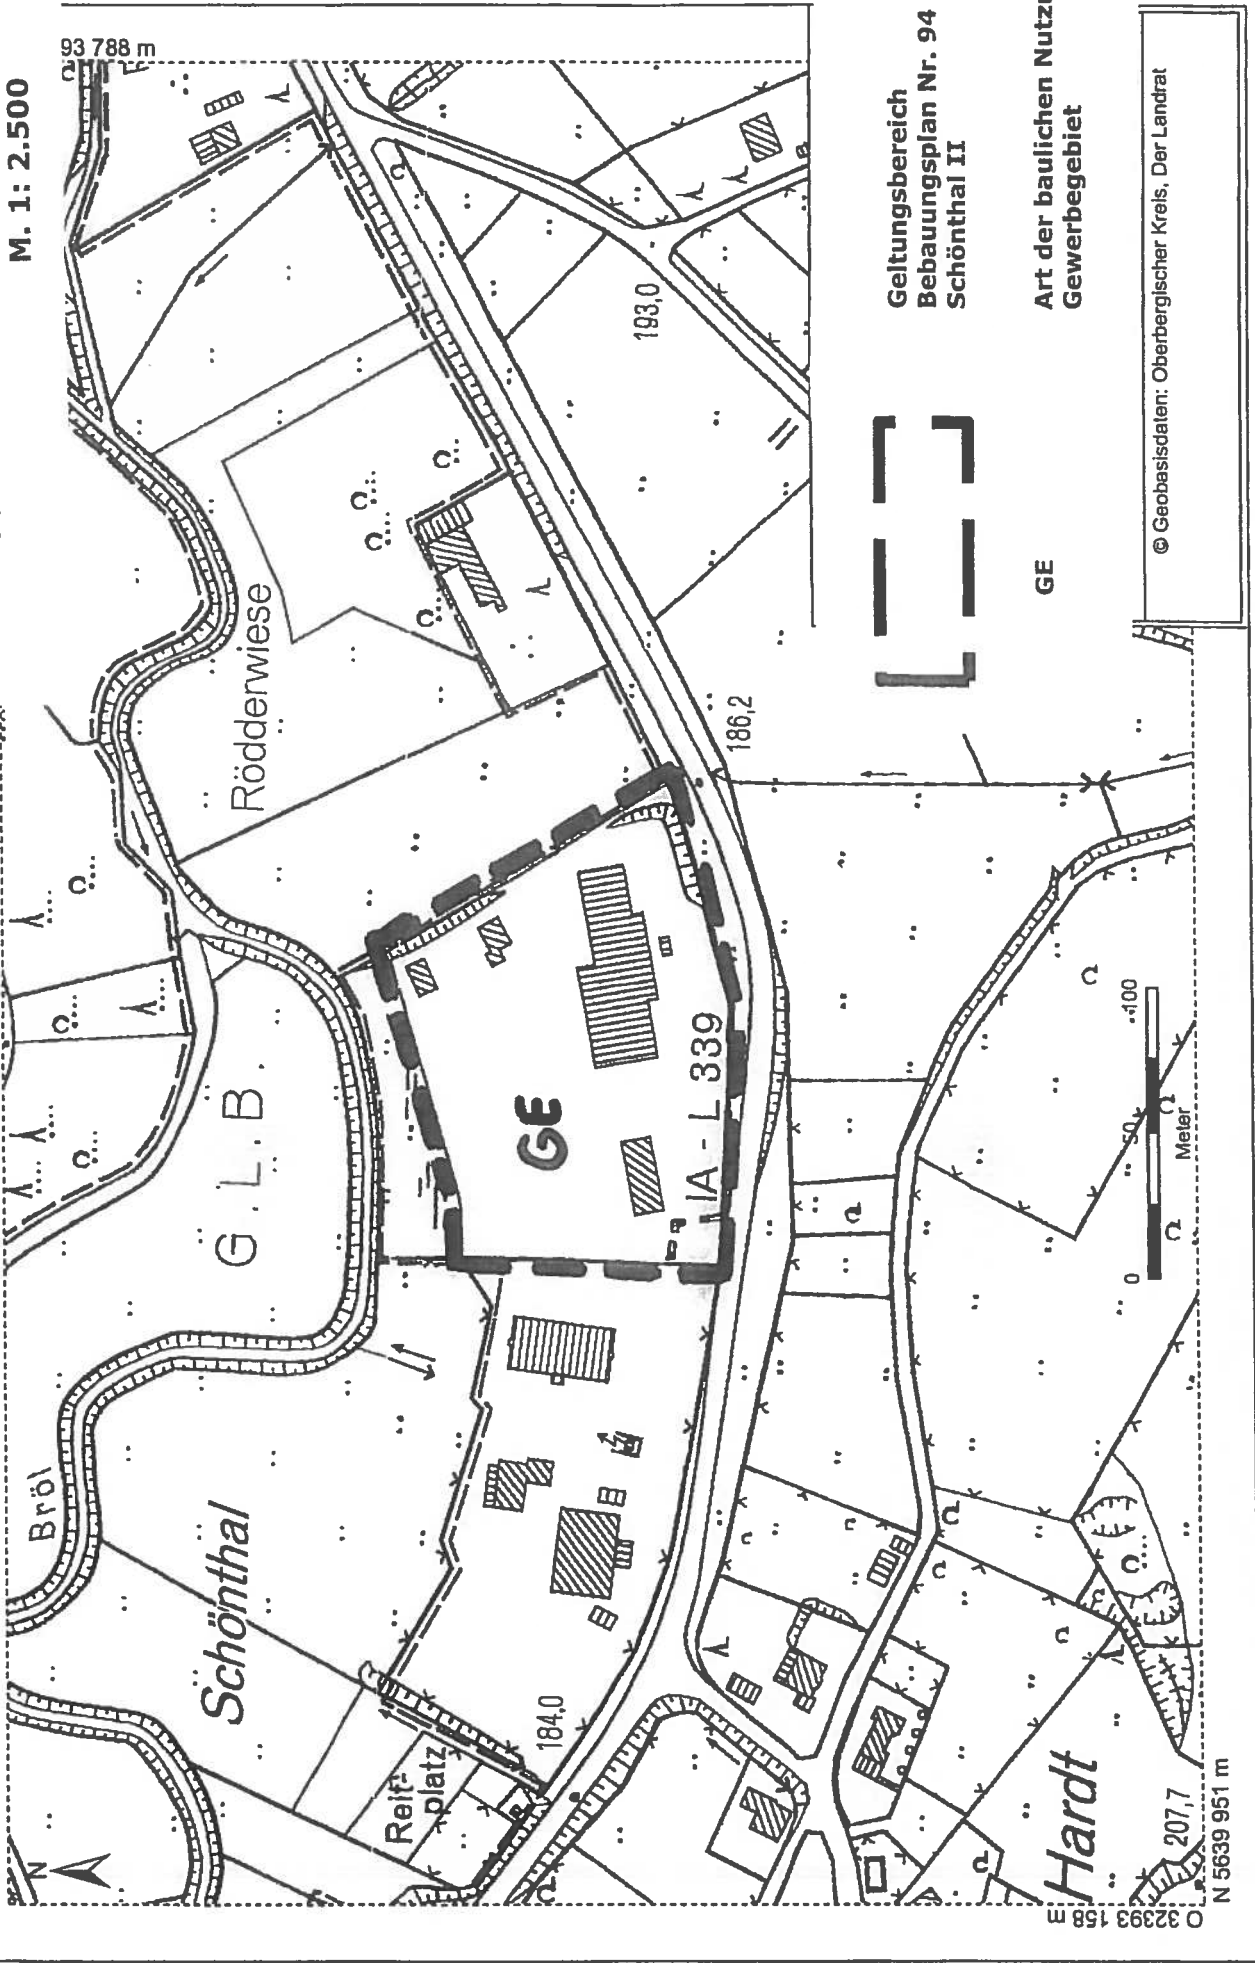 M. 1: 2.500
93 788 m
Bröl
Schönthal
G . L . B .
Rödderwiese
Reit-
platz
184,0
GE
IA - L 339
186,2
193,0
Hardt
207,7
0 50 100
Meter
N
O 32393 158 m
N 5639 951 m
Geltungsbereich
Bebauungsplan Nr. 94
Schönthal II
GE
Art der baulichen Nutzu
Gewerbegebiet
© Geobasisdaten: Oberbergischer Kreis, Der Landrat